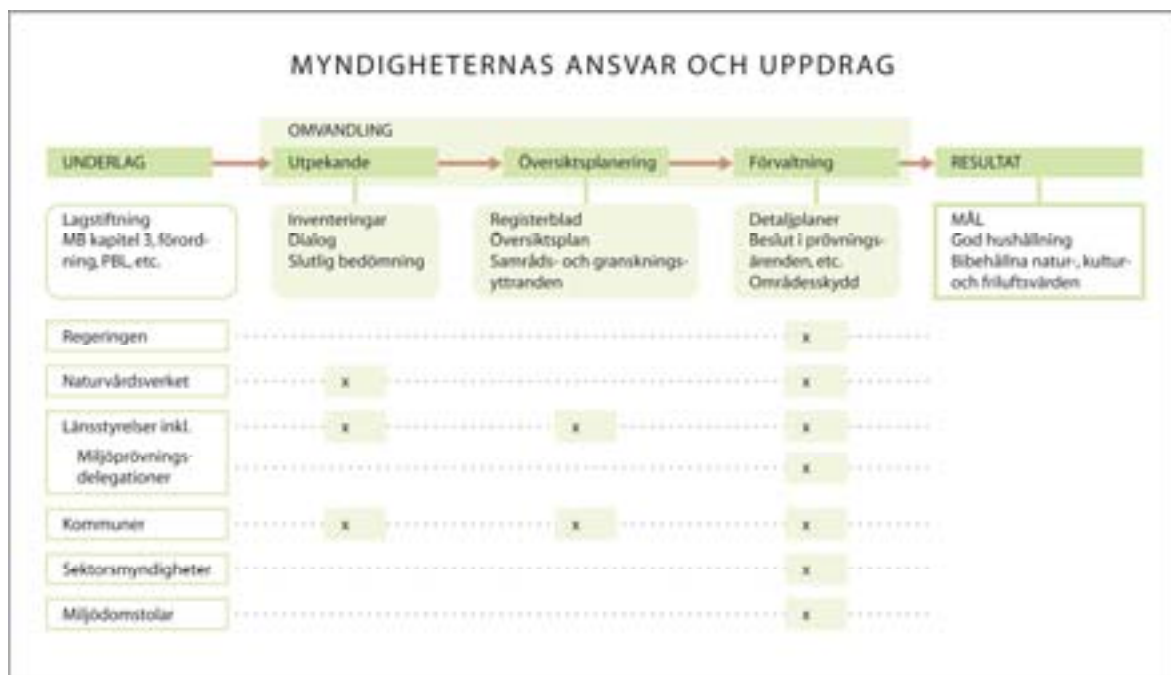 MYNDIGHETERNAS ANSVAR OCH UPPDRAG
OMVANDLING
UNDERLAG
Utpekande
Översiktsplanering
Förvaltning
RESULTAT
Lagstiftning
MB kapitel 3, förord-
ning, PBL, etc.
Inventeringar
Dialog
Slutlig bedömning
Registerblad
Översiktsplan
Samråds- och gransknings-
yttranden
Detaljplaner
Beslut i prövnings-
ärenden, etc.
Områdesskydd
MÅL
God hushållning
Bibehållna natur-, kultur-
och friluftsvärden
Regeringen x
Naturvårdsverket x x
Länsstyrelser inkl. x x x
Miljöprövnings-
delegationer x
Kommuner x x x
Sektorsmyndigheter x
Miljödomstolar x